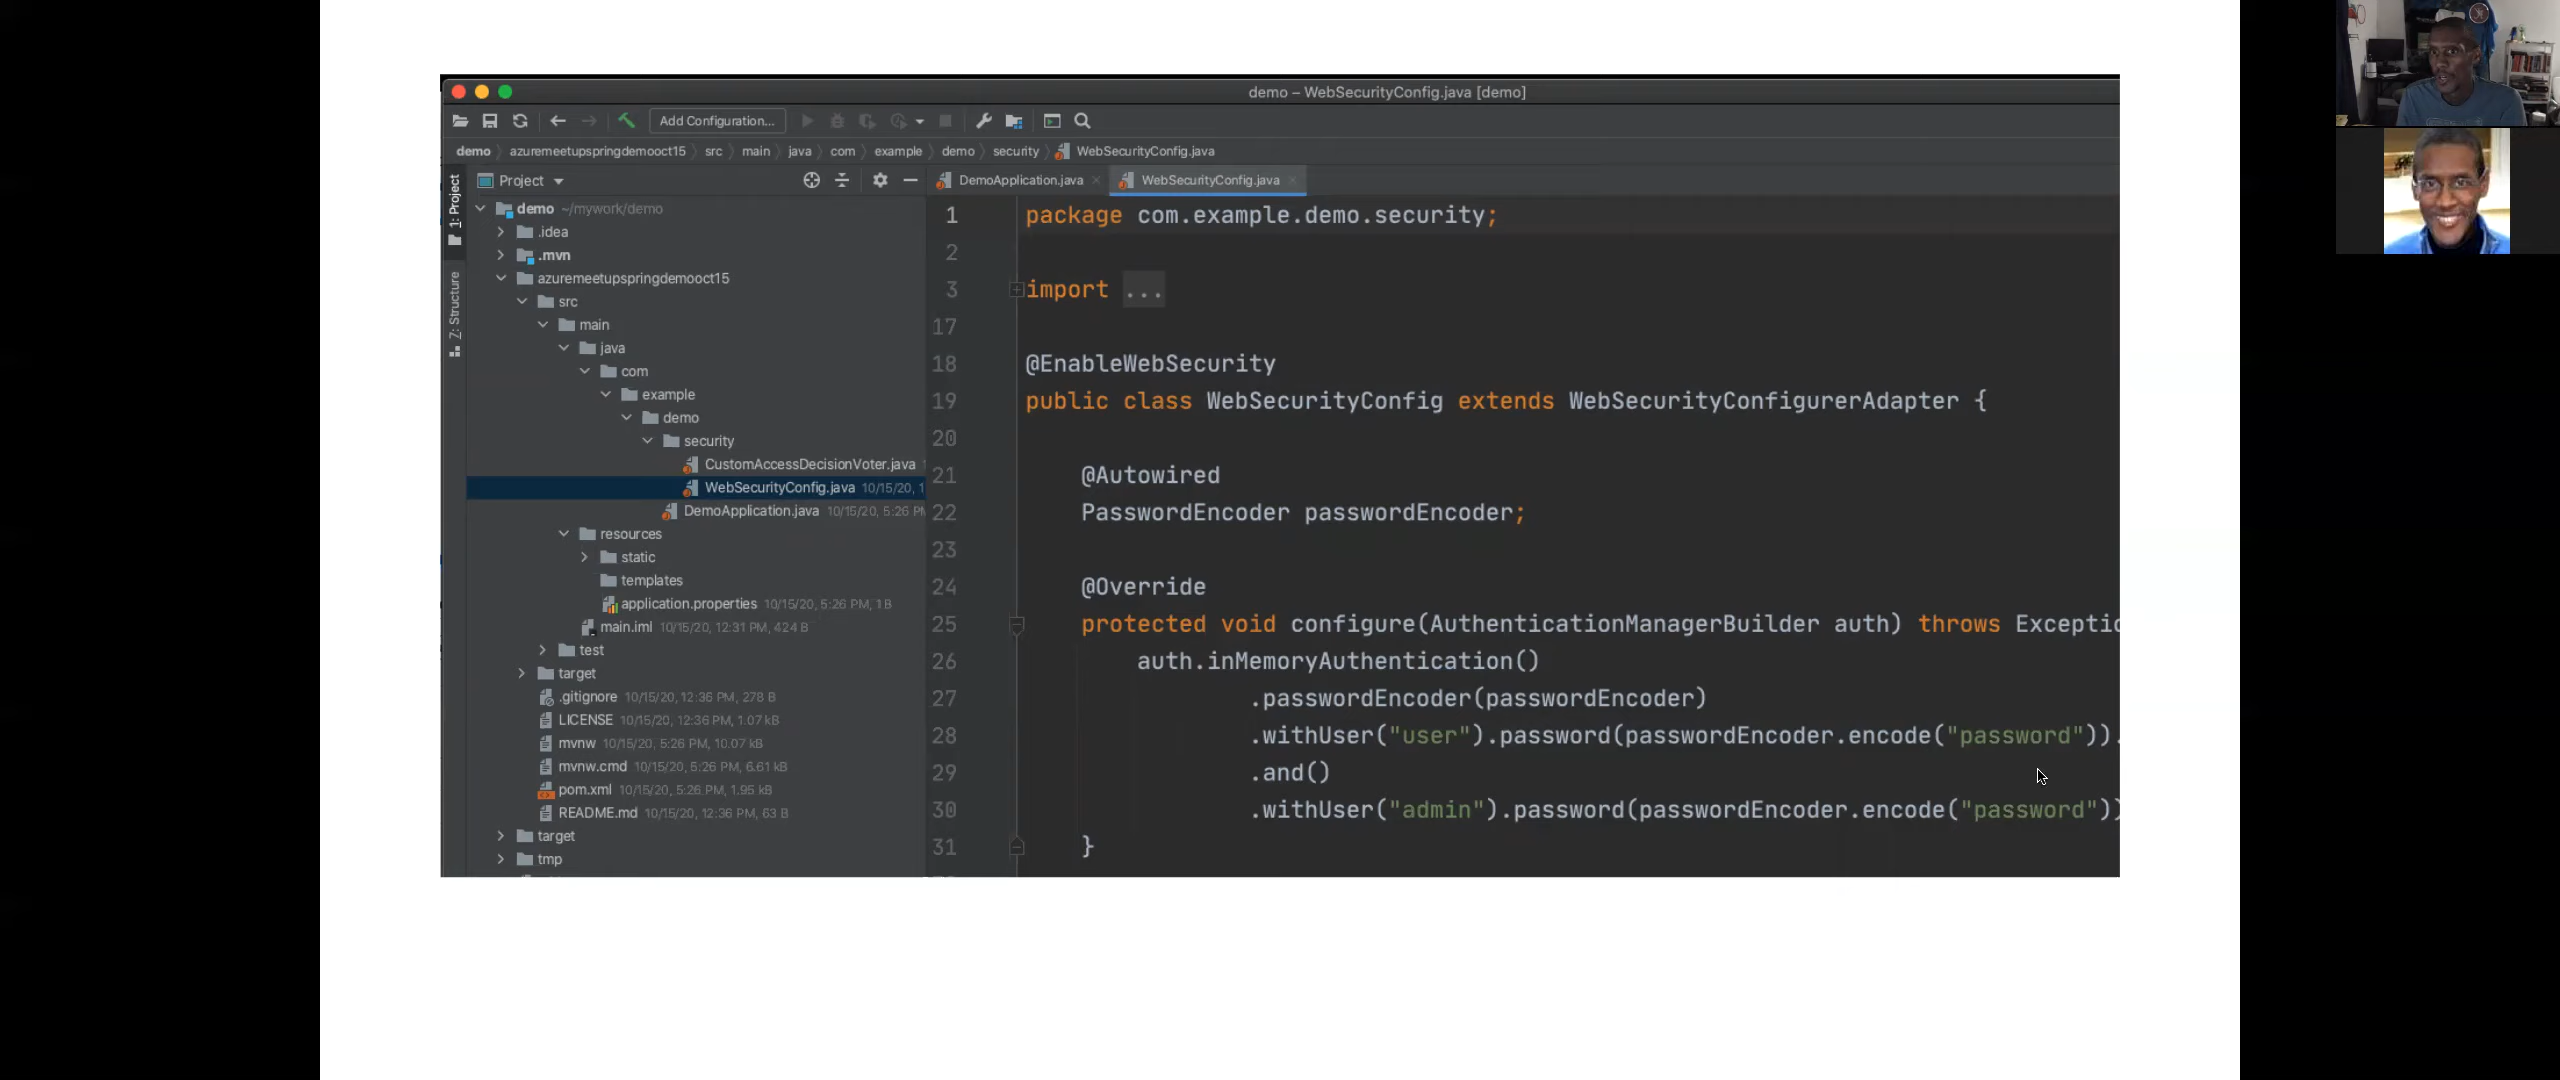 demo – WebSecurityConfig.java [demo]
Add Configuration...
demo azuremeetupspringdemooct15 src main java com example demo security WebSecurityConfig.java
1: Project
Z: Structure
Project
demo ~/mywork/demo
.idea
.mvn
azuremeetupspringdemooct15
src
main
java
com
example
demo
security
CustomAccessDecisionVoter.java
WebSecurityConfig.java 10/15/20, 1
DemoApplication.java 10/15/20, 5:26 PM
resources
static
templates
application.properties 10/15/20, 5:26 PM, 1 B
main.iml 10/15/20, 12:31 PM, 424 B
test
target
.gitignore 10/15/20, 12:36 PM, 278 B
LICENSE 10/15/20, 12:36 PM, 1.07 kB
mvnw 10/15/20, 5:26 PM, 10.07 kB
mvnw.cmd 10/15/20, 5:26 PM, 6.61 kB
pom.xml 10/15/20, 5:26 PM, 1.95 kB
README.md 10/15/20, 12:36 PM, 63 B
target
tmp
DemoApplication.java WebSecurityConfig.java
1 package com.example.demo.security;
2
3 import ...
17
18 @EnableWebSecurity
19 public class WebSecurityConfig extends WebSecurityConfigurerAdapter {
20
21 @Autowired
22 PasswordEncoder passwordEncoder;
23
24 @Override
25 protected void configure(AuthenticationManagerBuilder auth) throws Exceptio
26 auth.inMemoryAuthentication()
27 .passwordEncoder(passwordEncoder)
28 .withUser("user").password(passwordEncoder.encode("password")).
29 .and()
30 .withUser("admin").password(passwordEncoder.encode("password"))
31 }